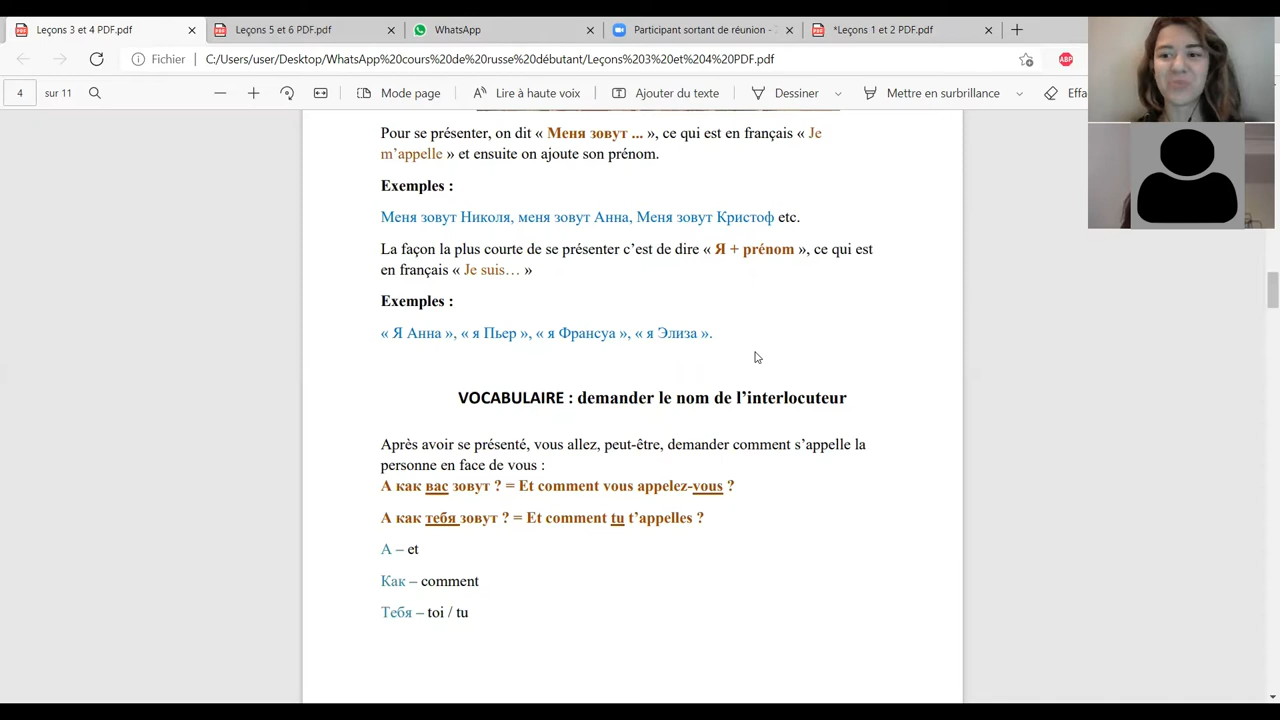 Leçons 3 et 4 PDF.pdf
Leçons 5 et 6 PDF.pdf
WhatsApp
Participant sortant de réunion -
*Leçons 1 et 2 PDF.pdf
Fichier
C:/Users/user/Desktop/WhatsApp%20cours%20de%20russe%20débutant/Leçons%203%20et%204%20PDF.pdf
ABP
4 sur 11
Mode page
Lire à haute voix
Ajouter du texte
Dessiner
Mettre en surbrillance
Effa
Pour se présenter, on dit « Меня зовут ... », ce qui est en français « Je
m’appelle » et ensuite on ajoute son prénom.
Exemples :
Меня зовут Николя, меня зовут Анна, Меня зовут Кристоф etc.
La façon la plus courte de se présenter c’est de dire « Я + prénom », ce qui est
en français « Je suis… »
Exemples :
« Я Анна », « я Пьер », « я Франсуа », « я Элиза ».
VOCABULAIRE : demander le nom de l’interlocuteur
Après avoir se présenté, vous allez, peut-être, demander comment s’appelle la
personne en face de vous :
А как вас зовут ? = Et comment vous appelez-vous ?
А как тебя зовут ? = Et comment tu t’appelles ?
А – et
Как – comment
Тебя – toi / tu